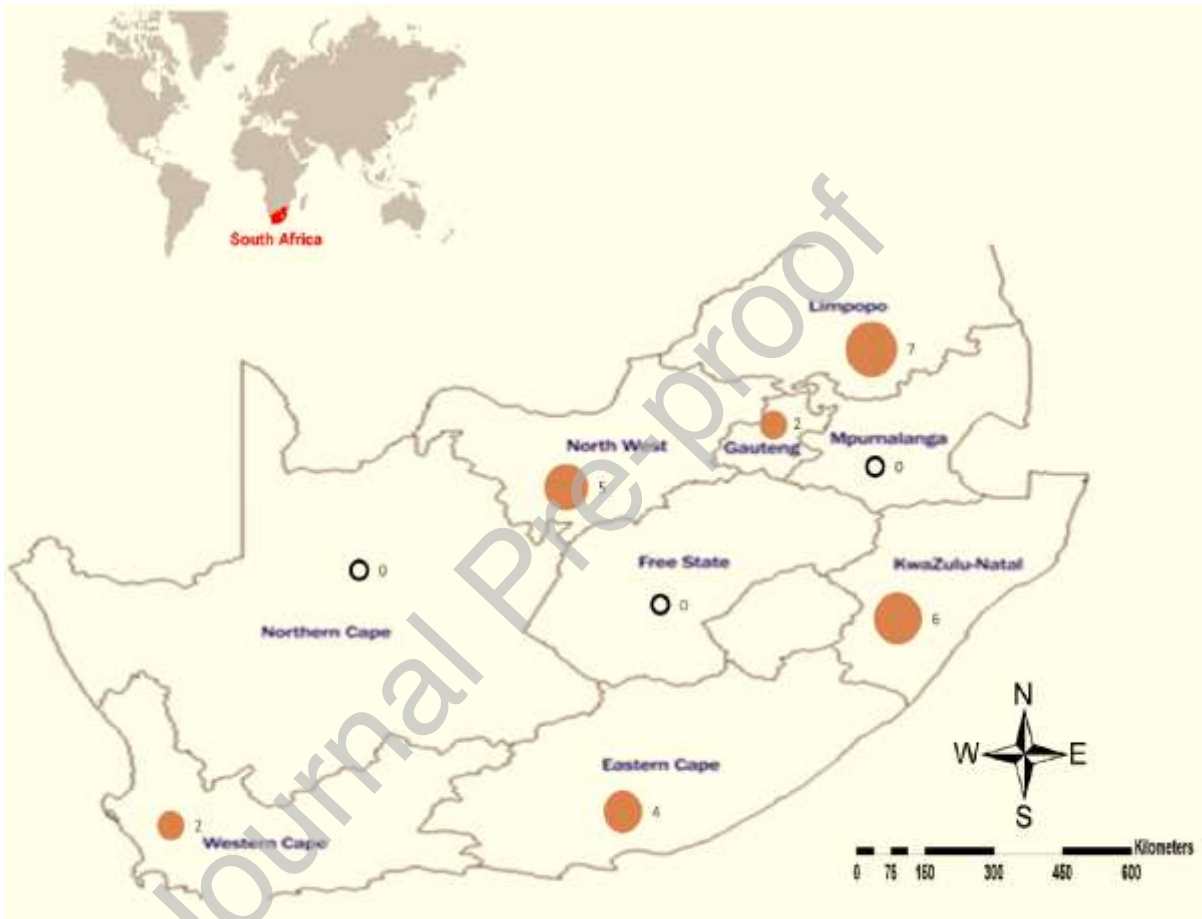 South Africa
Limpopo
7
2
Gauteng
North West
5
Mpumalanga
0
Free State
0
KwaZulu-Natal
6
0
Northern Cape
Eastern Cape
4
2
Western Cape
N
W
E
S
Kilometers
0 75 150 300 450 600
Journal Pre-proof